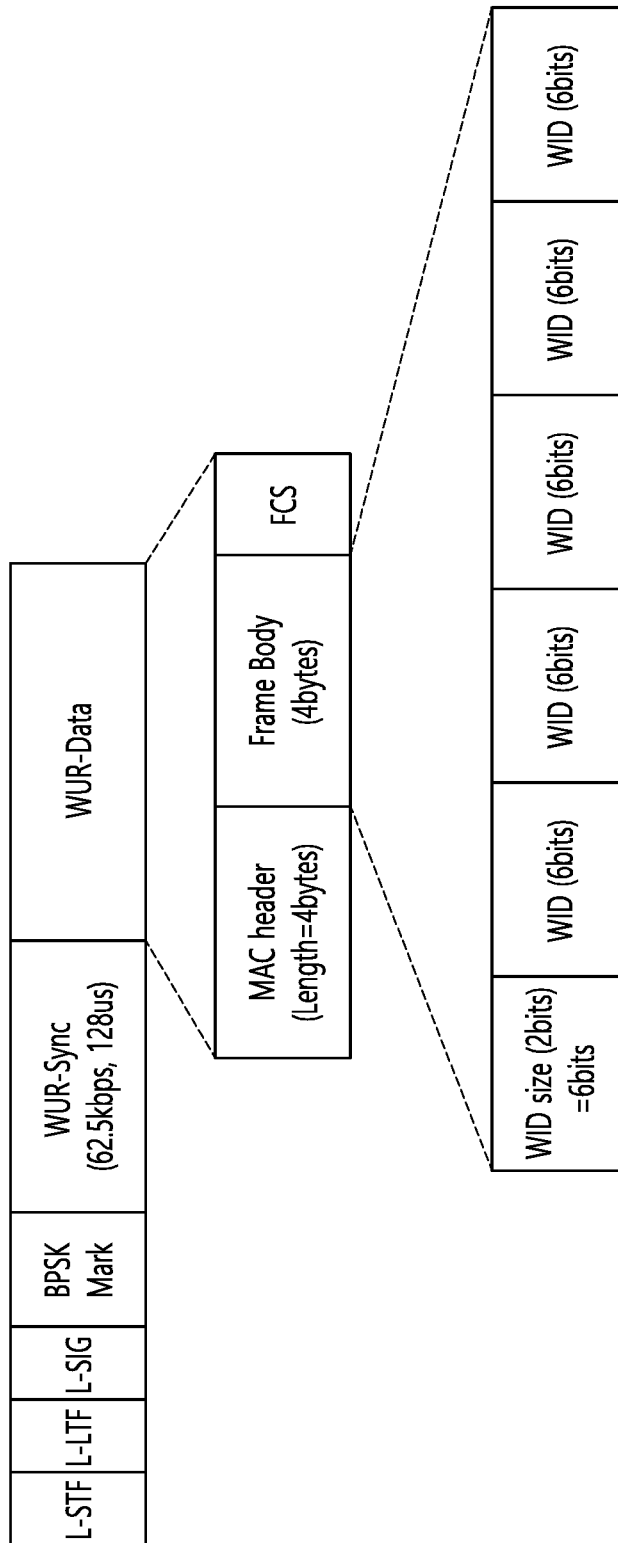 L-STF
L-LTF
L-SIG
BPSK
Mark
WUR-Sync
(62.5kbps, 128us)
WUR-Data
MAC header
(Length=4bytes)
Frame Body
(4bytes)
FCS
WID size (2bits)
=6bits
WID (6bits)
WID (6bits)
WID (6bits)
WID (6bits)
WID (6bits)